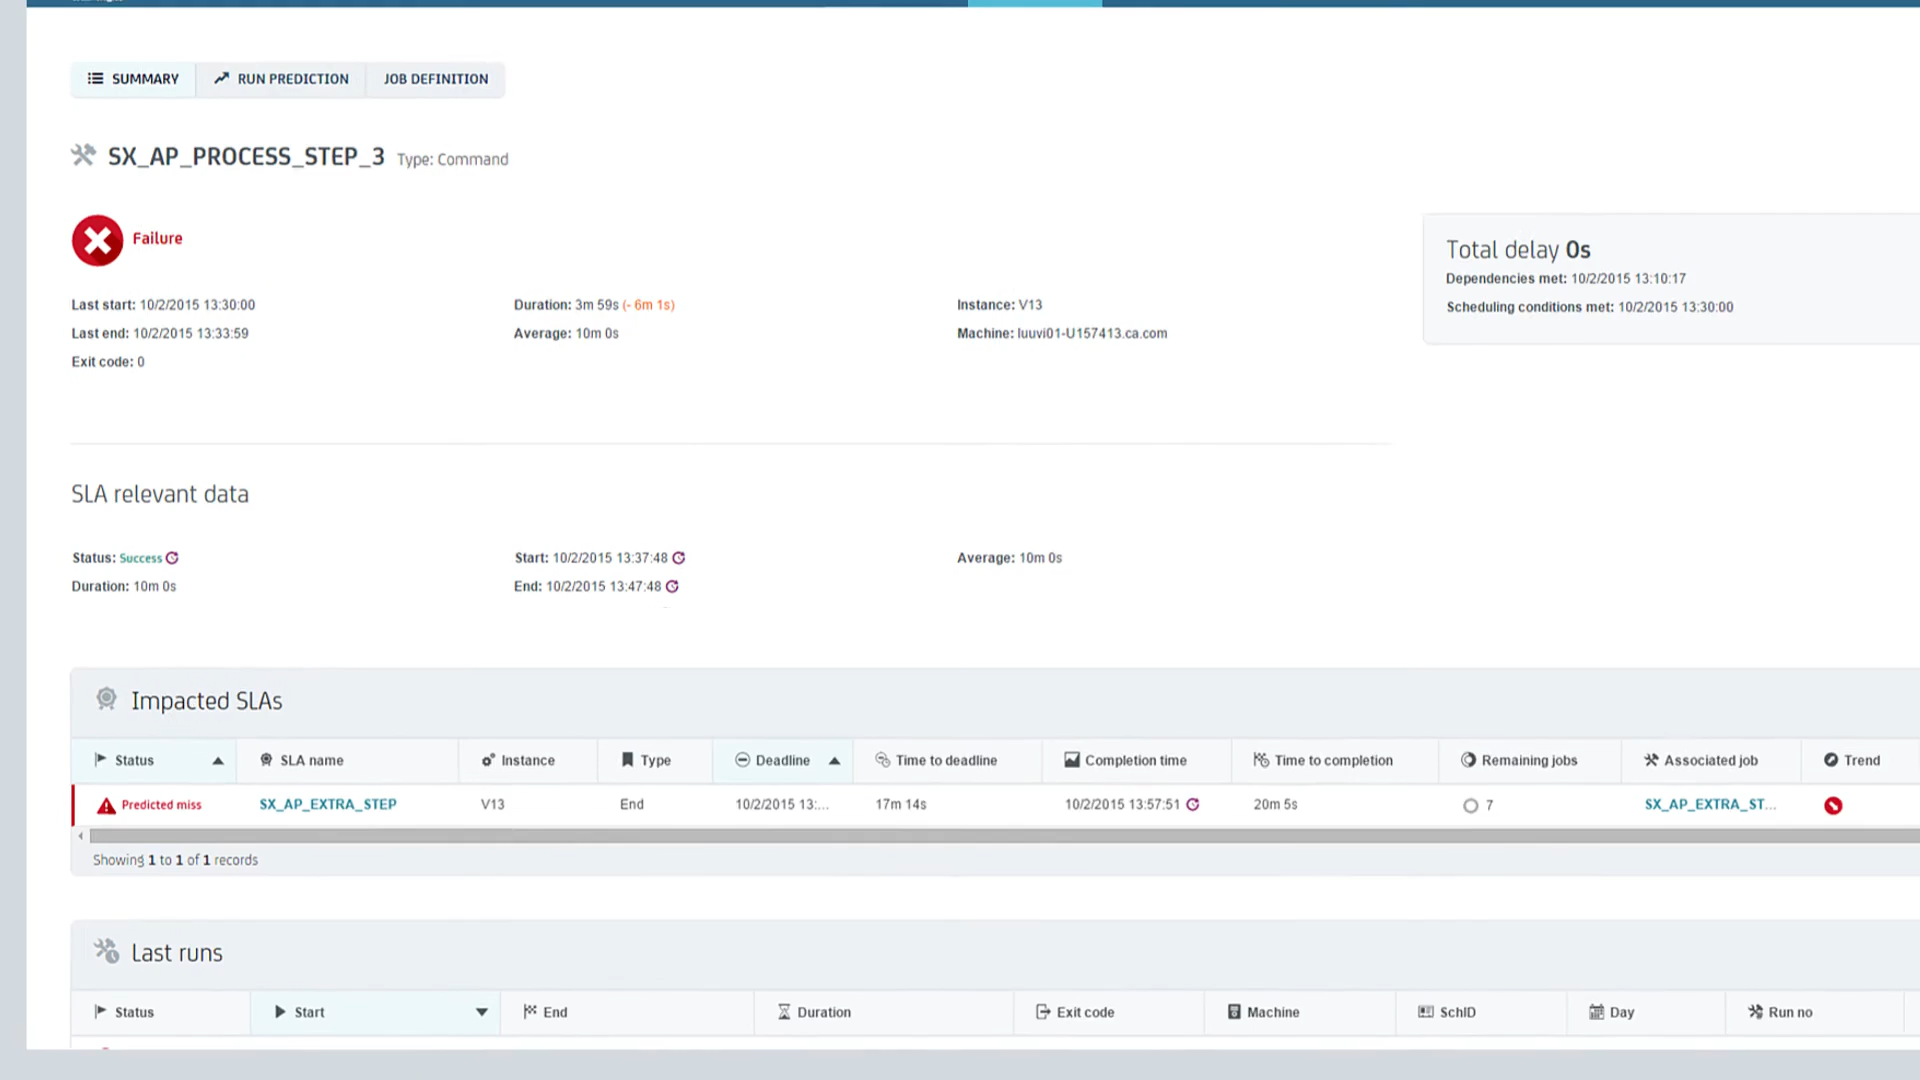 SUMMARY RUN PREDICTION JOB DEFINITION
SX_AP_PROCESS_STEP_3 Type: Command
Failure
Total delay 0s
Dependencies met: 10/2/2015 13:10:17
Scheduling conditions met: 10/2/2015 13:30:00
Last start: 10/2/2015 13:30:00 Duration: 3m 59s (- 6m 1s) Instance: V13
Last end: 10/2/2015 13:33:59 Average: 10m 0s Machine: luuvi01-U157413.ca.com
Exit code: 0
SLA relevant data
Status: Success Start: 10/2/2015 13:37:48 Average: 10m 0s
Duration: 10m 0s End: 10/2/2015 13:47:48
Impacted SLAs
Status SLA name Instance Type Deadline Time to deadline Completion time Time to completion Remaining jobs Associated job Trend
Predicted miss SX_AP_EXTRA_STEP V13 End 10/2/2015 13:... 17m 14s 10/2/2015 13:57:51 20m 5s 7 SX_AP_EXTRA_ST...
Showing 1 to 1 of 1 records
Last runs
Status Start End Duration Exit code Machine SchID Day Run no